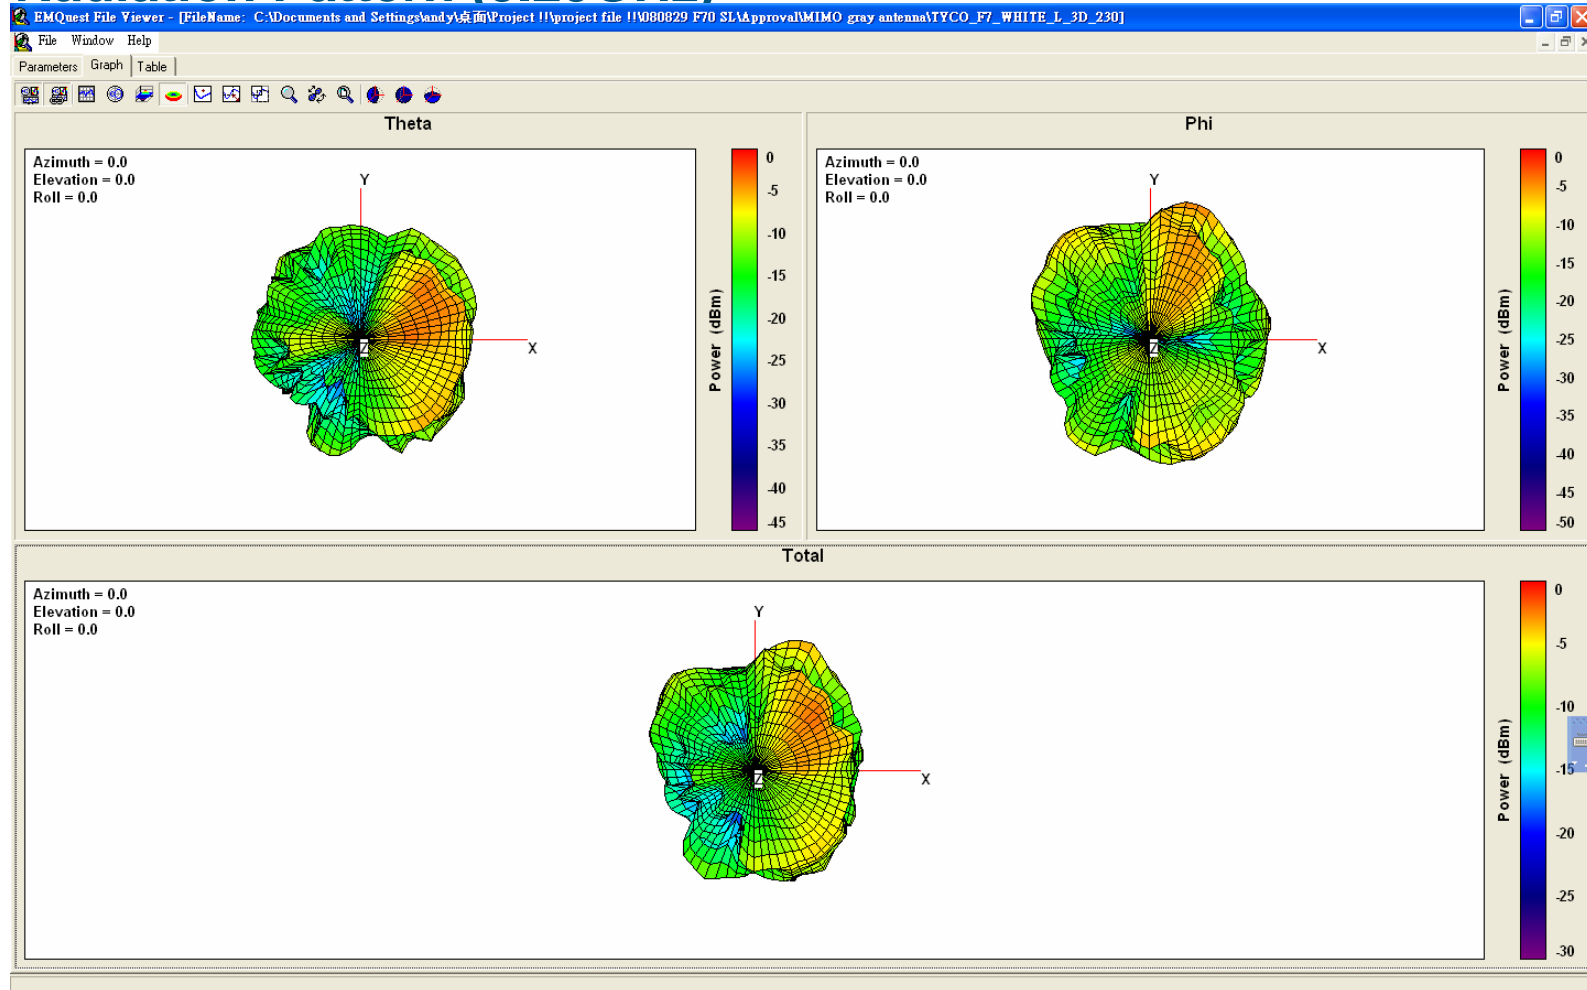 EMQuest File Viewer - [FileName: C:\Documents and Settings\andy\桌面\Project !!\project file !!\080829 F70 SL\Approval\MIMO gray antenna\TYCO_F7_WHITE_L_3D_230]
File Window Help
Parameters Graph Table
Theta
Azimuth = 0.0
Elevation = 0.0
Roll = 0.0
Y
X
Z
0
-5
-10
-15
-20
-25
-30
-35
-40
-45
Power (dBm)
Phi
Azimuth = 0.0
Elevation = 0.0
Roll = 0.0
Y
X
Z
0
-5
-10
-15
-20
-25
-30
-35
-40
-45
-50
Power (dBm)
Total
Azimuth = 0.0
Elevation = 0.0
Roll = 0.0
Y
X
Z
0
-5
-10
-15
-20
-25
-30
Power (dBm)